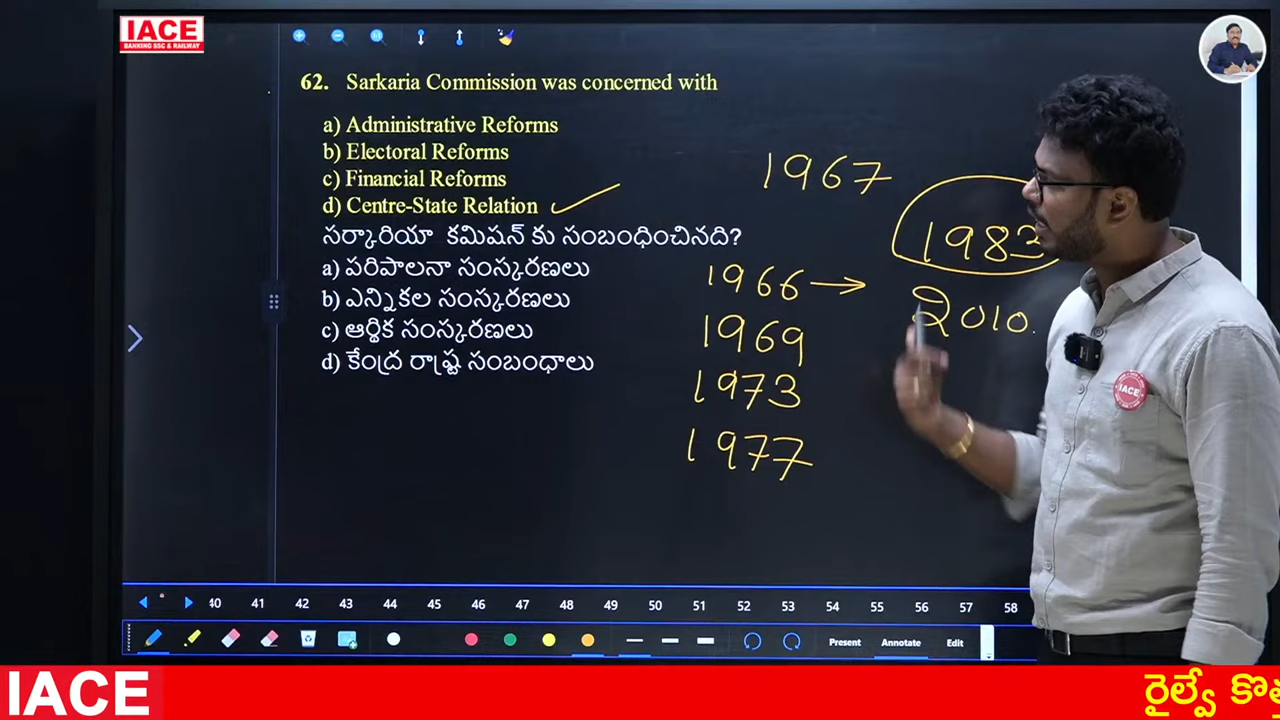 IACE
BANKING SSC & RAILWAY
62. Sarkaria Commission was concerned with
a) Administrative Reforms
b) Electoral Reforms
c) Financial Reforms
d) Centre-State Relation
సర్కారియా కమిషన్ కు సంబంధించినది?
a) పరిపాలనా సంస్కరణలు
b) ఎన్నికల సంస్కరణలు
c) ఆర్థిక సంస్కరణలు
d) కేంద్ర రాష్ట్ర సంబంధాలు
1967
1983
1966
2010.
1969
1973
1977
IACE
40 41 42 43 44 45 46 47 48 49 50 51 52 53 54 55 56 57 58
Present Annotate Edit
IACE
రైల్వే